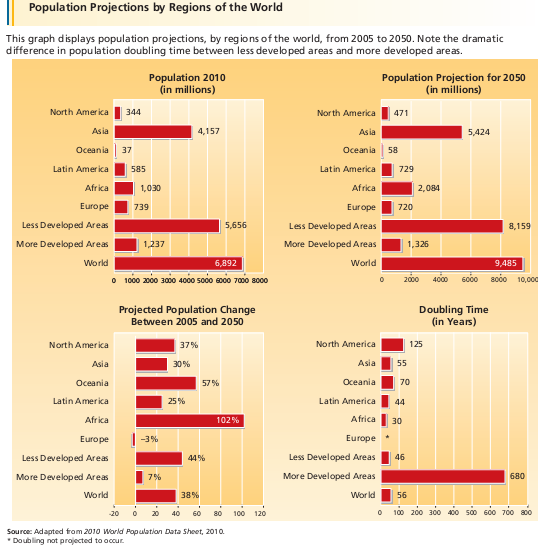 Population Projections by Regions of the World
This graph displays population projections, by regions of the world, from 2005 to 2050. Note the dramatic
difference in population doubling time between less developed areas and more developed areas.
Population 2010
(in millions)
North America 344
Asia 4,157
Oceania 37
Latin America 585
Africa 1,030
Europe 739
Less Developed Areas 5,656
More Developed Areas 1,237
World 6,892
0 1000 2000 3000 4000 5000 6000 7000 8000
Population Projection for 2050
(in millions)
North America 471
Asia 5,424
Oceania 58
Latin America 729
Africa 2,084
Europe 720
Less Developed Areas 8,159
More Developed Areas 1,326
World 9,485
0 2000 4000 6000 8000 10,000
Projected Population Change
Between 2005 and 2050
North America 37%
Asia 30%
Oceania 57%
Latin America 25%
Africa 102%
Europe –3%
Less Developed Areas 44%
More Developed Areas 7%
World 38%
-20 0 20 40 60 80 100 120
Doubling Time
(in Years)
North America 125
Asia 55
Oceania 70
Latin America 44
Africa 30
Europe *
Less Developed Areas 46
More Developed Areas 680
World 56
0 100 200 300 400 500 600 700 800
Source: Adapted from 2010 World Population Data Sheet, 2010.
* Doubling not projected to occur.